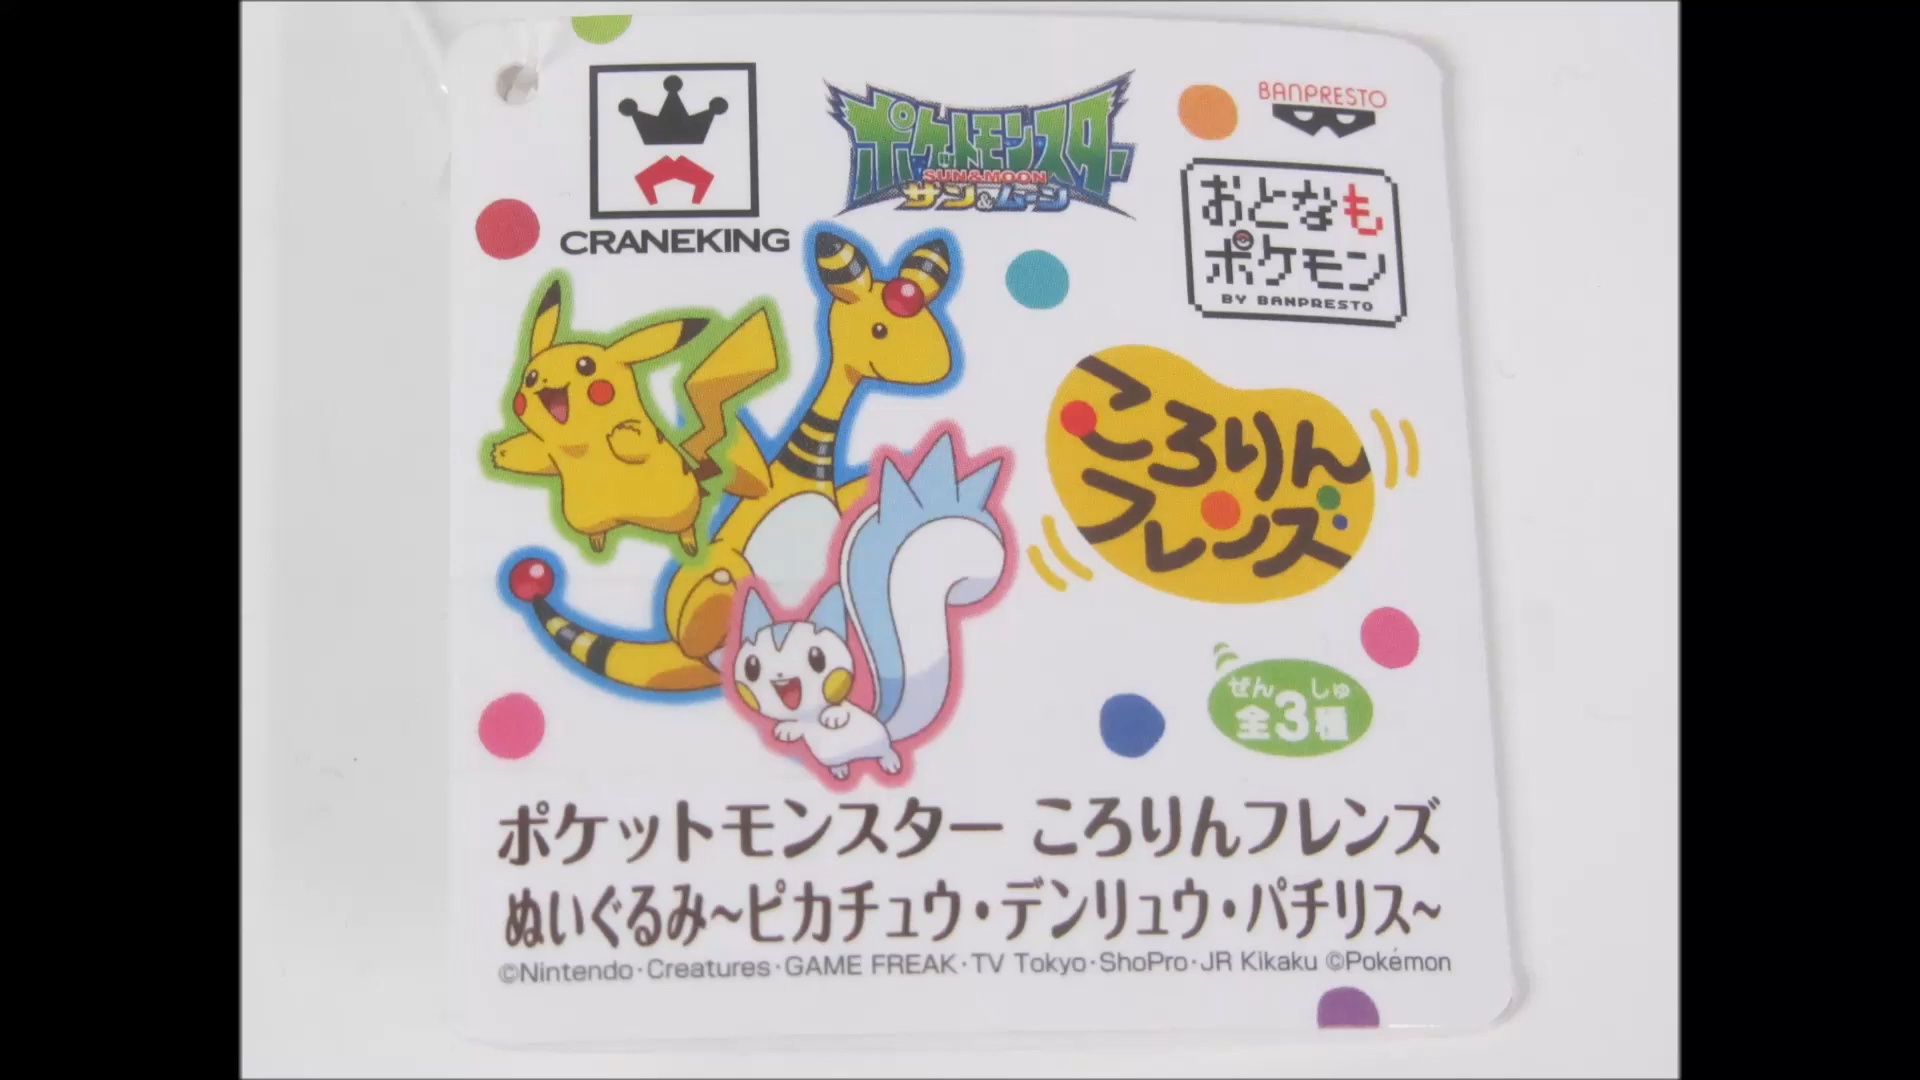 CRANEKING
ポケットモンスター
SUN&MOON
サン&ムーン
BANPRESTO
おとなも
ポケモン
BY BANPRESTO
ころりん
フレンズ
ぜん しゅ
全3種
ポケットモンスター ころりんフレンズ
ぬいぐるみ~ピカチュウ・デンリュウ・パチリス~
©Nintendo・Creatures・GAME FREAK・TV Tokyo・ShoPro・JR Kikaku ©Pokémon